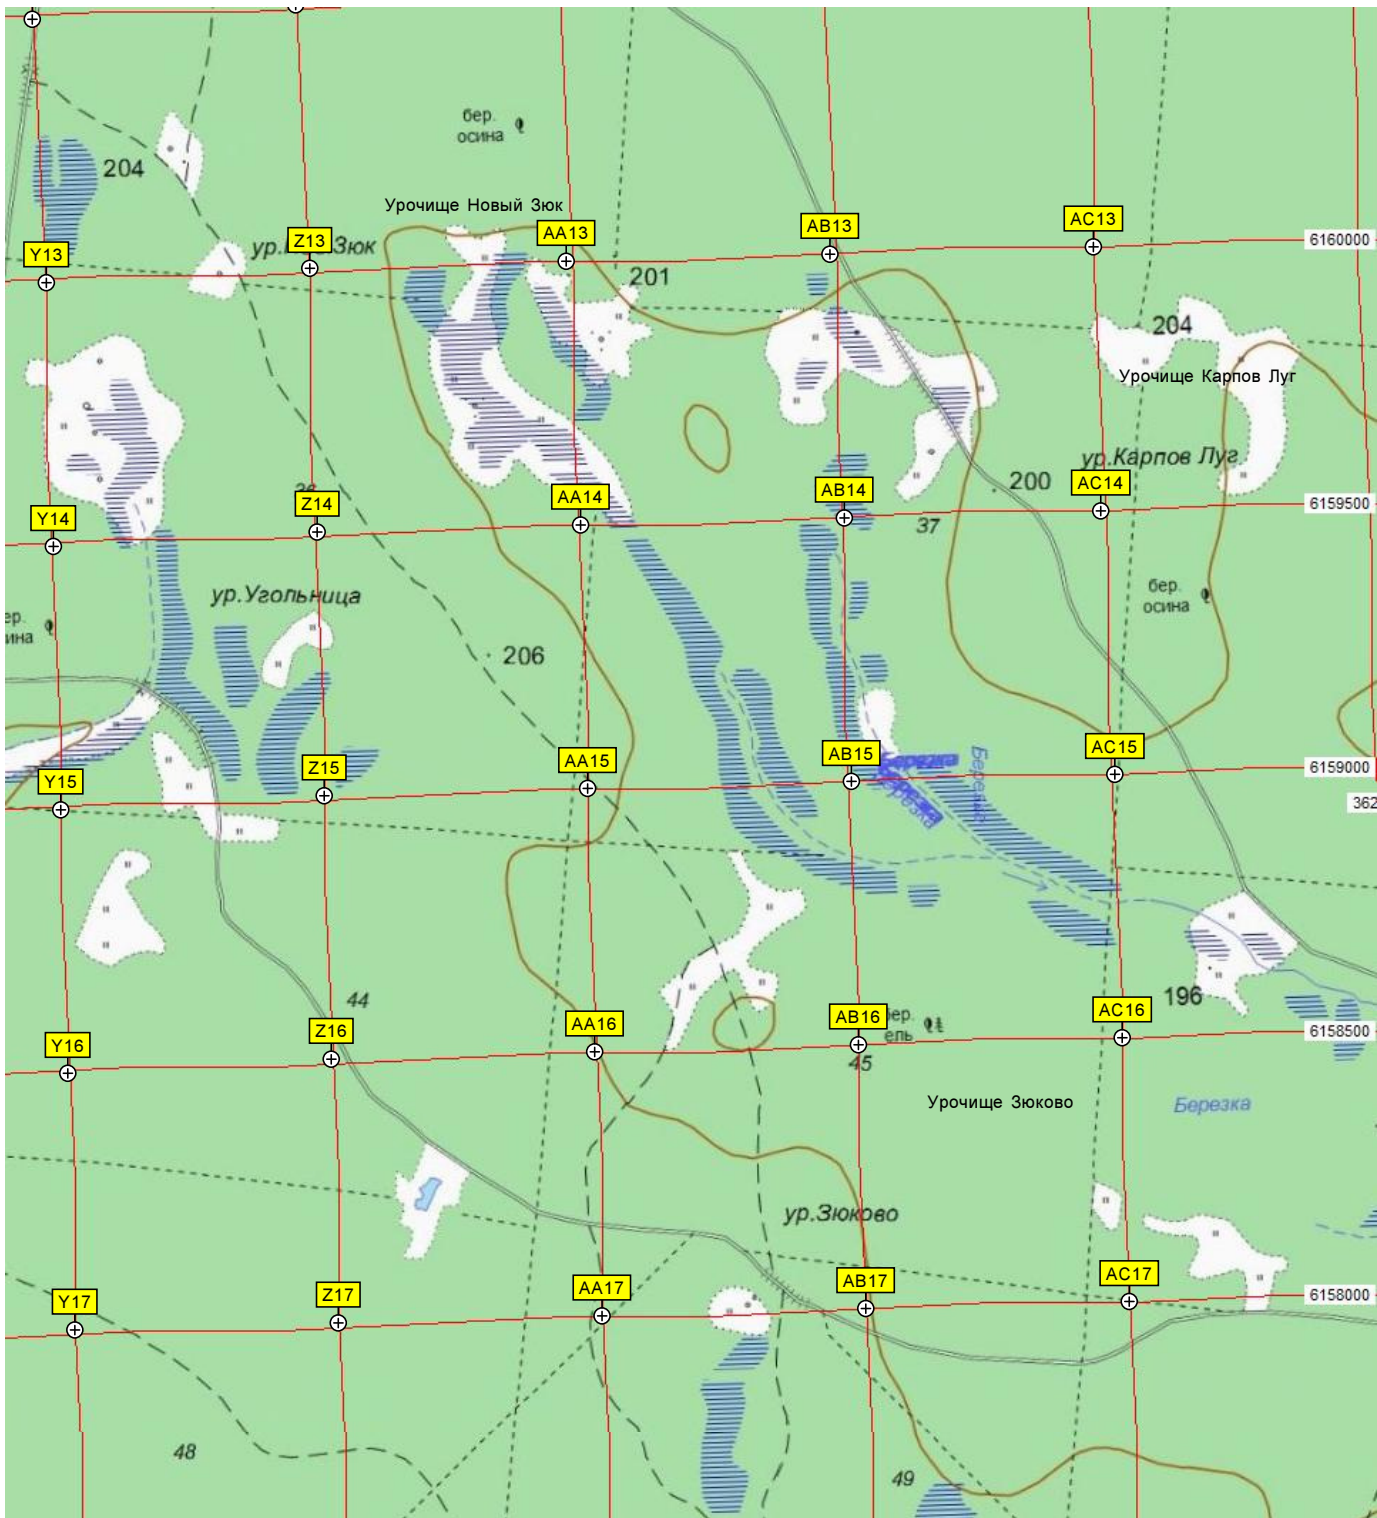 бер.
осина
204
Урочище Новый Зюк
AA13
AB13
AC13
Z13
ур.
Зюк
6160000
Y13
201
204
Урочище Карпов Луг
ур.Карпов Луг
200
AC14
AB14
AA14
Z14
6159500
Y14
37
бер.
осина
ур.Угольница
206
AC15
AB15
AA15
Z15
Березка
Березка
6159000
Y15
362
196
44
AC16
AB16
бер.
ель
AA16
Z16
6158500
Y16
45
Урочище Зюково
Березка
ур.Зюково
AC17
AB17
AA17
Z17
6158000
Y17
48
49